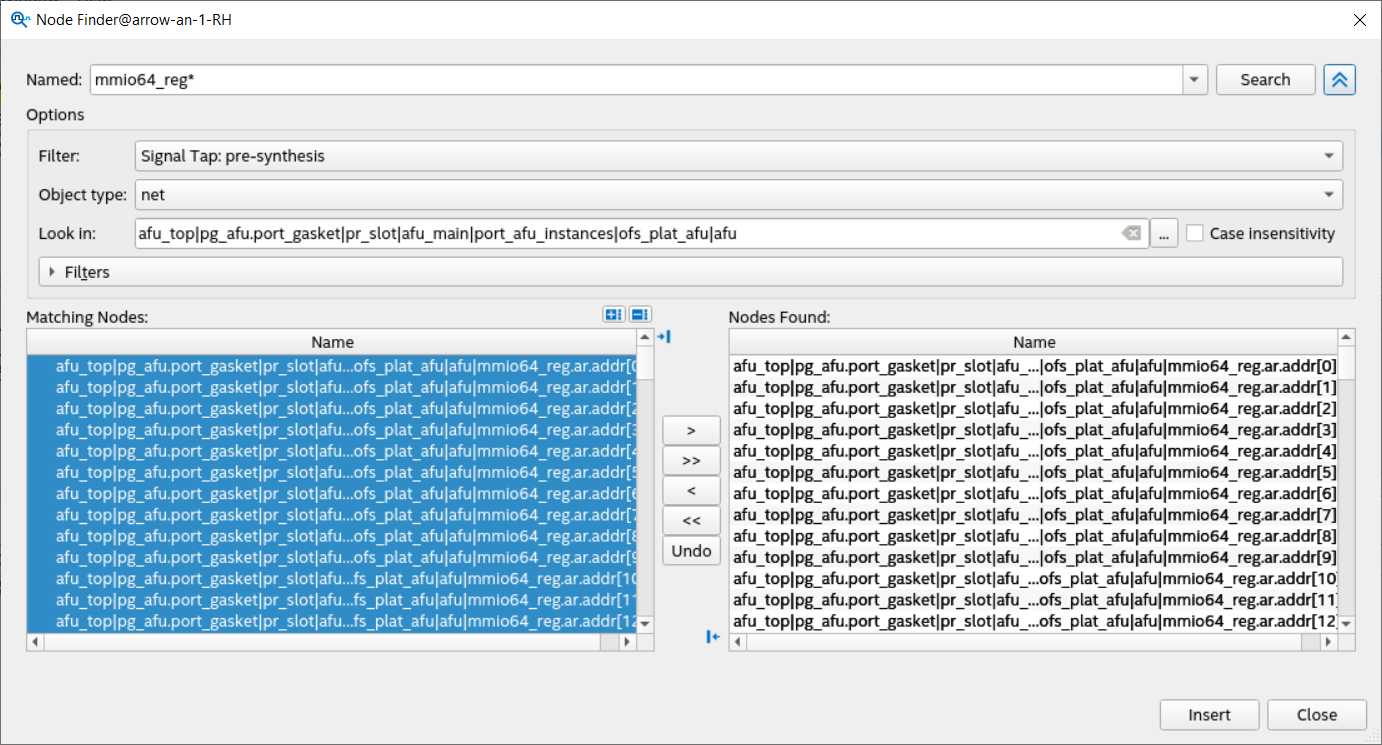 Node Finder@arrow-an-1-RH
Named: mmio64_reg* Search
Options
Filter: Signal Tap: pre-synthesis
Object type: net
Look in: afu_top|pg_afu.port_gasket|pr_slot|afu_main|port_afu_instances|ofs_plat_afu|afu ... Case insensitivity
Filters
Matching Nodes:
Name
afu_top|pg_afu.port_gasket|pr_slot|afu...ofs_plat_afu|afu|mmio64_reg.ar.addr[0
afu_top|pg_afu.port_gasket|pr_slot|afu...ofs_plat_afu|afu|mmio64_reg.ar.addr[1
afu_top|pg_afu.port_gasket|pr_slot|afu...ofs_plat_afu|afu|mmio64_reg.ar.addr[2
afu_top|pg_afu.port_gasket|pr_slot|afu...ofs_plat_afu|afu|mmio64_reg.ar.addr[3
afu_top|pg_afu.port_gasket|pr_slot|afu...ofs_plat_afu|afu|mmio64_reg.ar.addr[4
afu_top|pg_afu.port_gasket|pr_slot|afu...ofs_plat_afu|afu|mmio64_reg.ar.addr[5
afu_top|pg_afu.port_gasket|pr_slot|afu...ofs_plat_afu|afu|mmio64_reg.ar.addr[6
afu_top|pg_afu.port_gasket|pr_slot|afu...ofs_plat_afu|afu|mmio64_reg.ar.addr[7
afu_top|pg_afu.port_gasket|pr_slot|afu...ofs_plat_afu|afu|mmio64_reg.ar.addr[8
afu_top|pg_afu.port_gasket|pr_slot|afu...ofs_plat_afu|afu|mmio64_reg.ar.addr[9
afu_top|pg_afu.port_gasket|pr_slot|afu...fs_plat_afu|afu|mmio64_reg.ar.addr[10
afu_top|pg_afu.port_gasket|pr_slot|afu...fs_plat_afu|afu|mmio64_reg.ar.addr[11
afu_top|pg_afu.port_gasket|pr_slot|afu...fs_plat_afu|afu|mmio64_reg.ar.addr[12
>
>>
<
<<
Undo
Nodes Found:
Name
afu_top|pg_afu.port_gasket|pr_slot|afu_...|ofs_plat_afu|afu|mmio64_reg.ar.addr[0]
afu_top|pg_afu.port_gasket|pr_slot|afu_...|ofs_plat_afu|afu|mmio64_reg.ar.addr[1]
afu_top|pg_afu.port_gasket|pr_slot|afu_...|ofs_plat_afu|afu|mmio64_reg.ar.addr[2]
afu_top|pg_afu.port_gasket|pr_slot|afu_...|ofs_plat_afu|afu|mmio64_reg.ar.addr[3]
afu_top|pg_afu.port_gasket|pr_slot|afu_...|ofs_plat_afu|afu|mmio64_reg.ar.addr[4]
afu_top|pg_afu.port_gasket|pr_slot|afu_...|ofs_plat_afu|afu|mmio64_reg.ar.addr[5]
afu_top|pg_afu.port_gasket|pr_slot|afu_...|ofs_plat_afu|afu|mmio64_reg.ar.addr[6]
afu_top|pg_afu.port_gasket|pr_slot|afu_...|ofs_plat_afu|afu|mmio64_reg.ar.addr[7]
afu_top|pg_afu.port_gasket|pr_slot|afu_...|ofs_plat_afu|afu|mmio64_reg.ar.addr[8]
afu_top|pg_afu.port_gasket|pr_slot|afu_...|ofs_plat_afu|afu|mmio64_reg.ar.addr[9]
afu_top|pg_afu.port_gasket|pr_slot|afu_...ofs_plat_afu|afu|mmio64_reg.ar.addr[10]
afu_top|pg_afu.port_gasket|pr_slot|afu_...ofs_plat_afu|afu|mmio64_reg.ar.addr[11]
afu_top|pg_afu.port_gasket|pr_slot|afu_...ofs_plat_afu|afu|mmio64_reg.ar.addr[12]
Insert Close